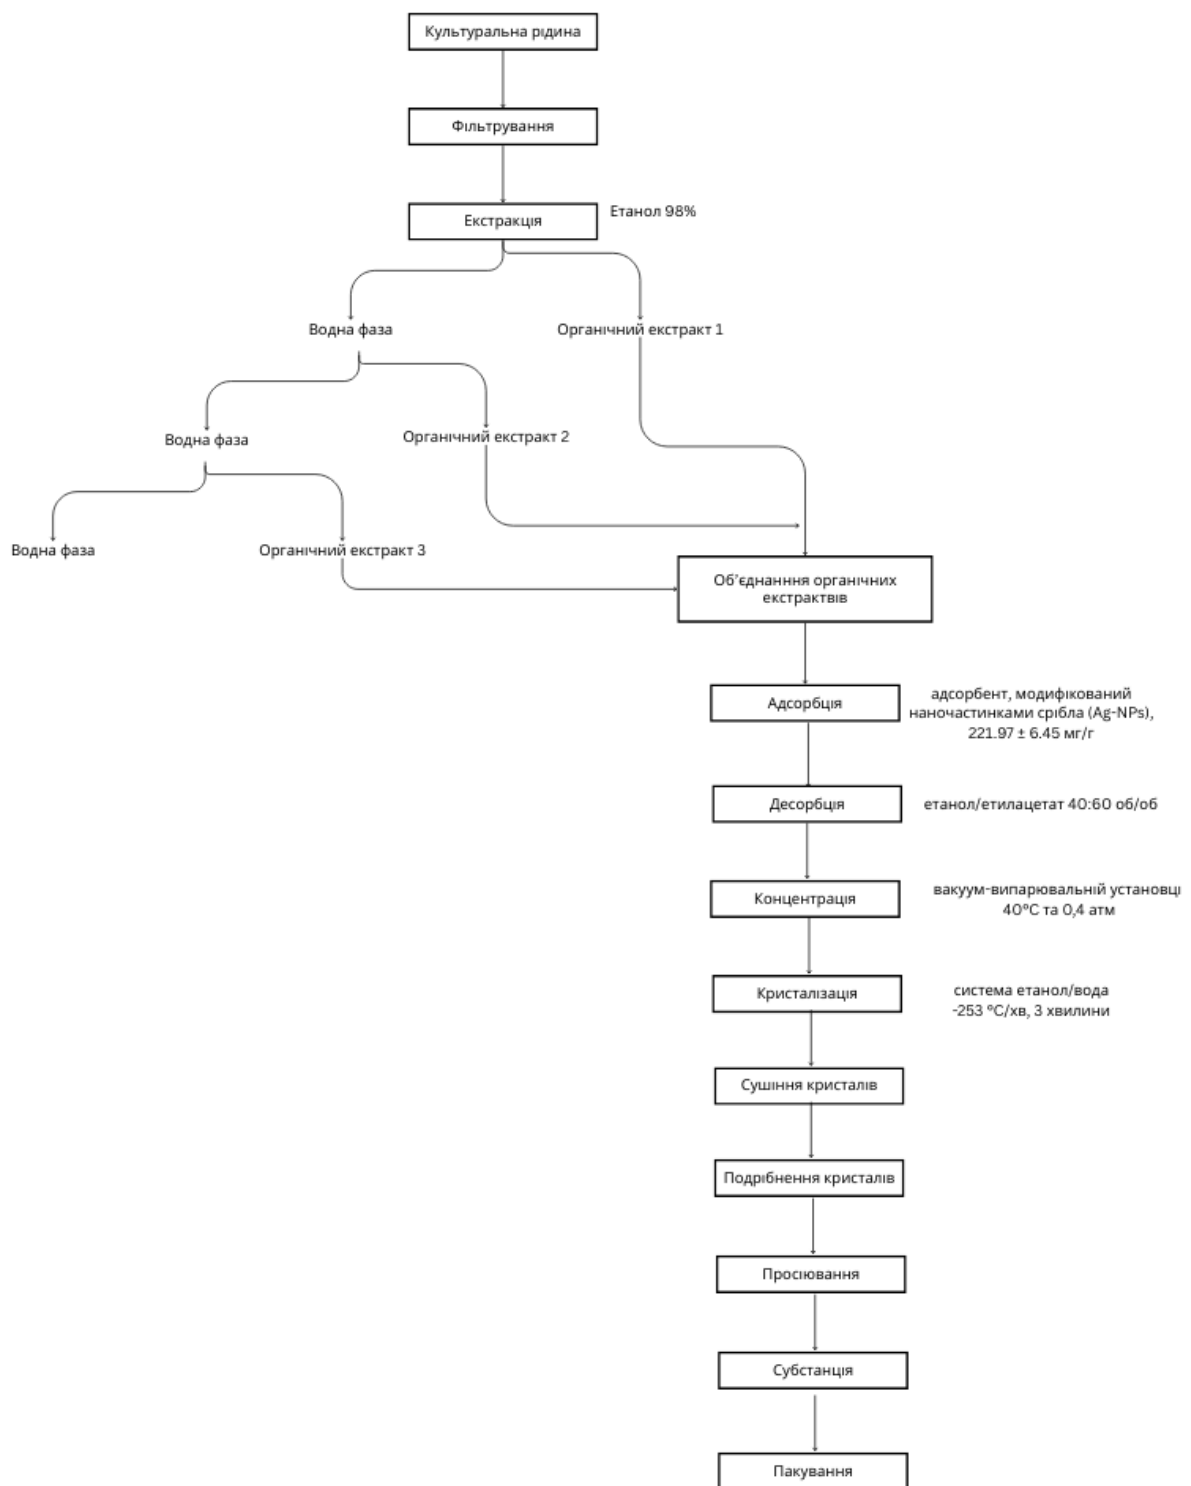 Культуральна рідина
Фільтрування
Екстракція
Етанол 98%
Водна фаза
Органічний екстракт 1
Водна фаза
Органічний екстракт 2
Водна фаза
Органічний екстракт 3
Об'єднанння органічних
екстрактвів
Адсорбція
адсорбент, модифікований
наночастинками срібла (Ag-NPs),
221.97 ± 6.45 мг/г
Десорбція
етанол/етилацетат 40:60 об/об
Концентрація
вакуум-випарювальній установці
40°C та 0,4 атм
Кристалізація
система етанол/вода
-253 °C/хв, 3 хвилини
Сушіння кристалів
Подрібнення кристалів
Просіювання
Субстанція
Пакування